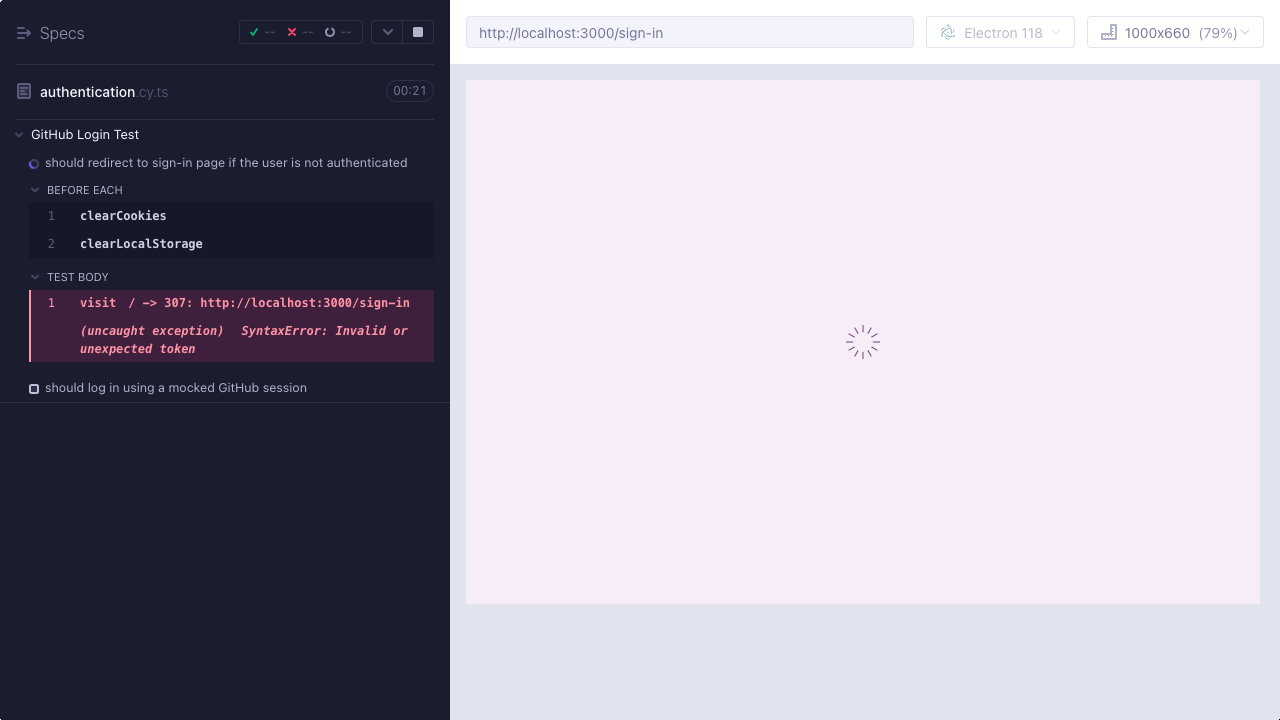 Specs
-- -- --
authentication.cy.ts
00:21
GitHub Login Test
should redirect to sign-in page if the user is not authenticated
BEFORE EACH
1 clearCookies
2 clearLocalStorage
TEST BODY
1 visit / -> 307: http://localhost:3000/sign-in
(uncaught exception) SyntaxError: Invalid or
unexpected token
should log in using a mocked GitHub session
http://localhost:3000/sign-in
Electron 118
1000x660 (79%)